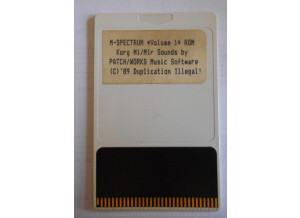 M-SPECTRUM *Volume 1* ROM
Korg M1/M1r Sounds by
PATCH/WORKS Music Software
(C)'89 Duplication Illegal!